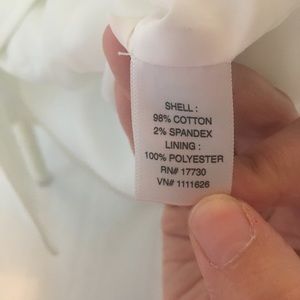 SHELL :
98% COTTON
2% SPANDEX
LINING :
100% POLYESTER
RN# 17730
VN# 1111626